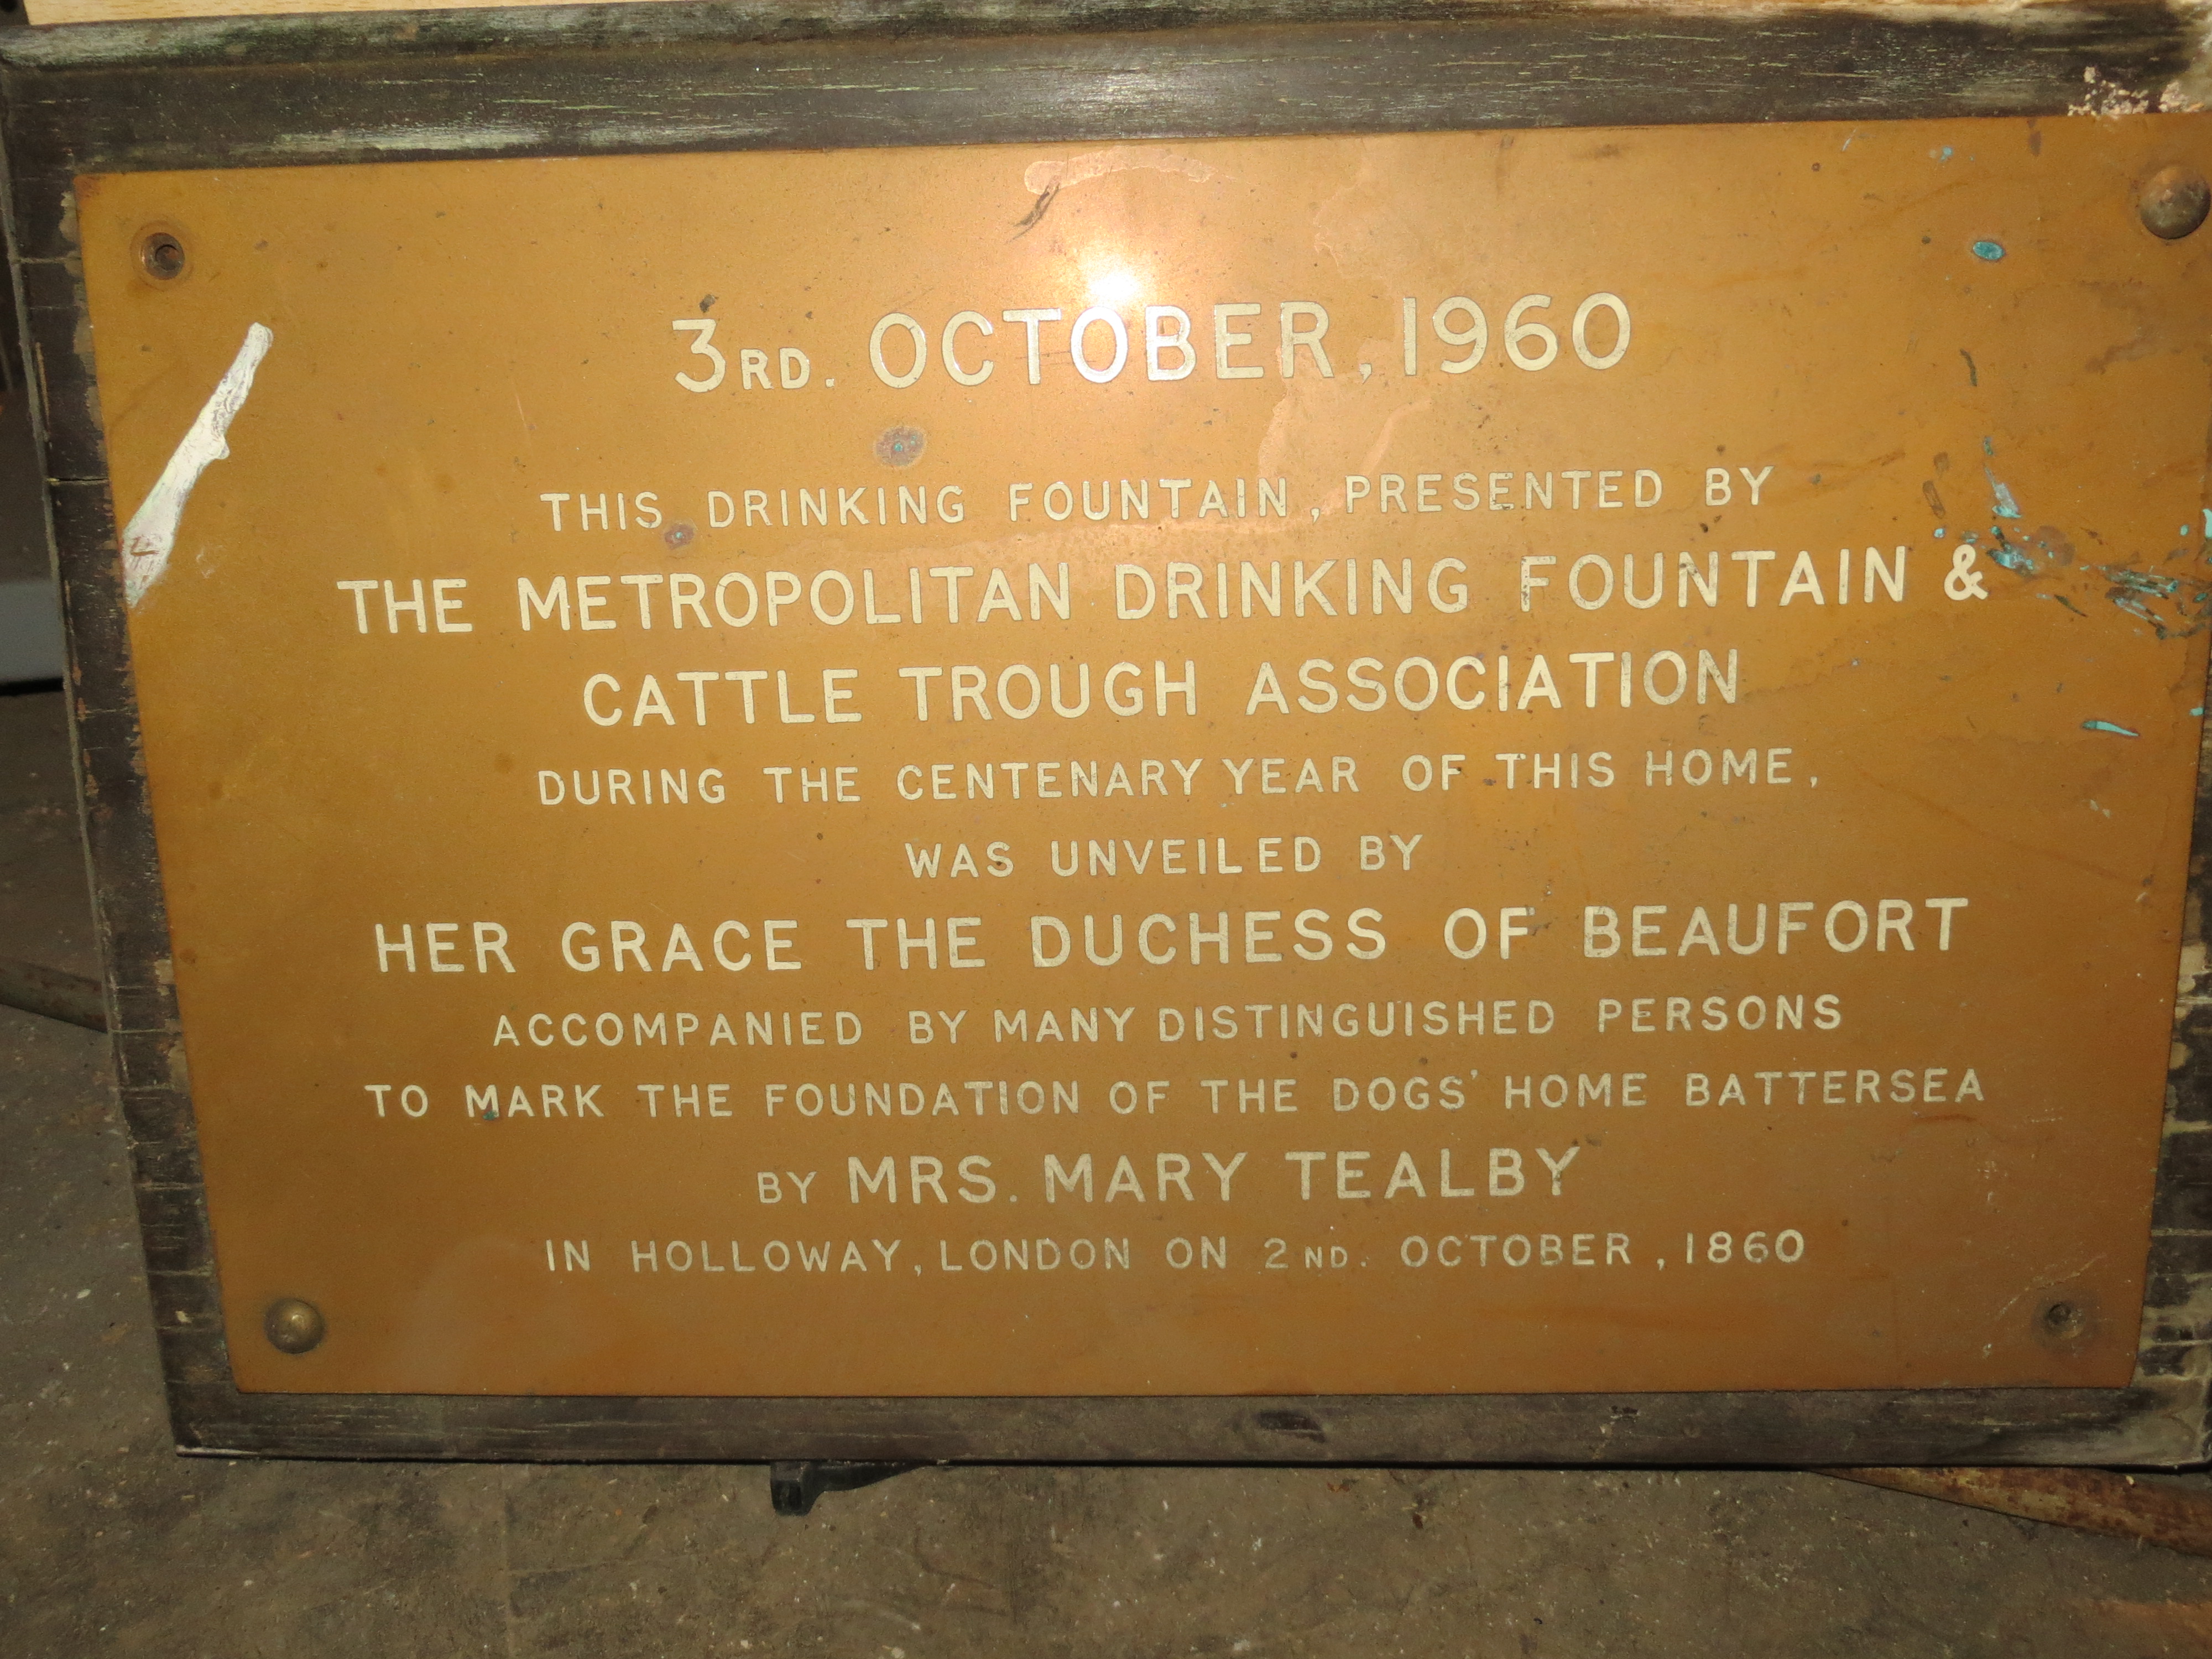 3RD. OCTOBER, 1960
THIS DRINKING FOUNTAIN, PRESENTED BY
THE METROPOLITAN DRINKING FOUNTAIN &
CATTLE TROUGH ASSOCIATION
DURING THE CENTENARY YEAR OF THIS HOME,
WAS UNVEILED BY
HER GRACE THE DUCHESS OF BEAUFORT
ACCOMPANIED BY MANY DISTINGUISHED PERSONS
TO MARK THE FOUNDATION OF THE DOGS' HOME BATTERSEA
BY MRS. MARY TEALBY
IN HOLLOWAY, LONDON ON 2ND. OCTOBER, 1860